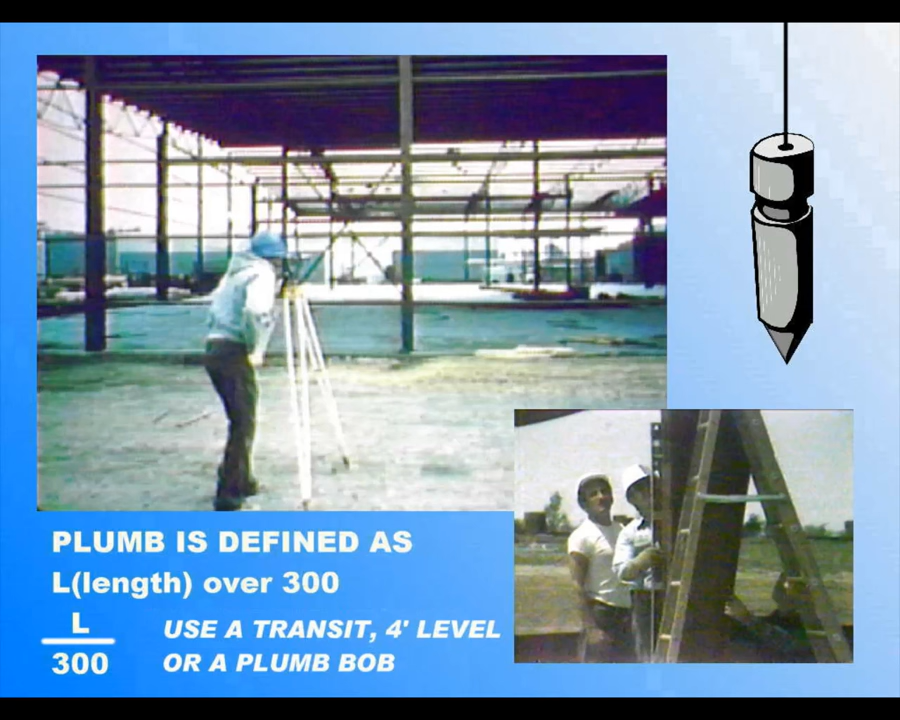 PLUMB IS DEFINED AS
L(length) over 300
L
300
USE A TRANSIT, 4' LEVEL
OR A PLUMB BOB